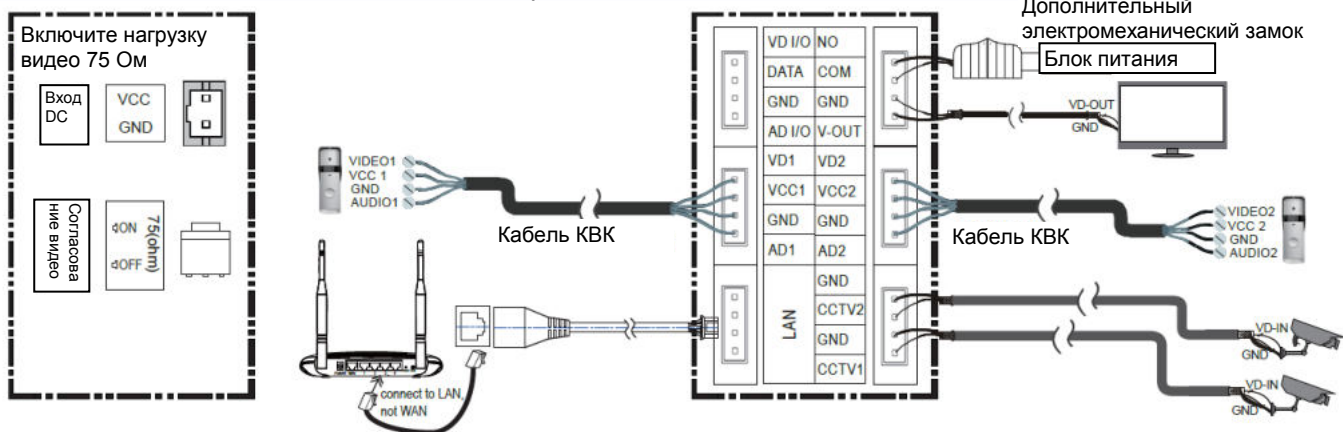 Включите нагрузку
видео 75 Ом
Вход
DC
VCC
GND
Согласова
ние видео
ON
OFF
75(ohm)
VIDEO1
VCC 1
GND
AUDIO1
Кабель КВК
connect to LAN,
not WAN
VD I/O NO
DATA COM
GND GND
AD I/O V-OUT
VD1 VD2
VCC1 VCC2
GND GND
AD1 AD2
LAN
GND
CCTV2
GND
CCTV1
Дополнительный
электромеханический замок
Блок питания
VD-OUT
GND
Кабель КВК
VIDEO2
VCC 2
GND
AUDIO2
VD-IN
GND
VD-IN
GND